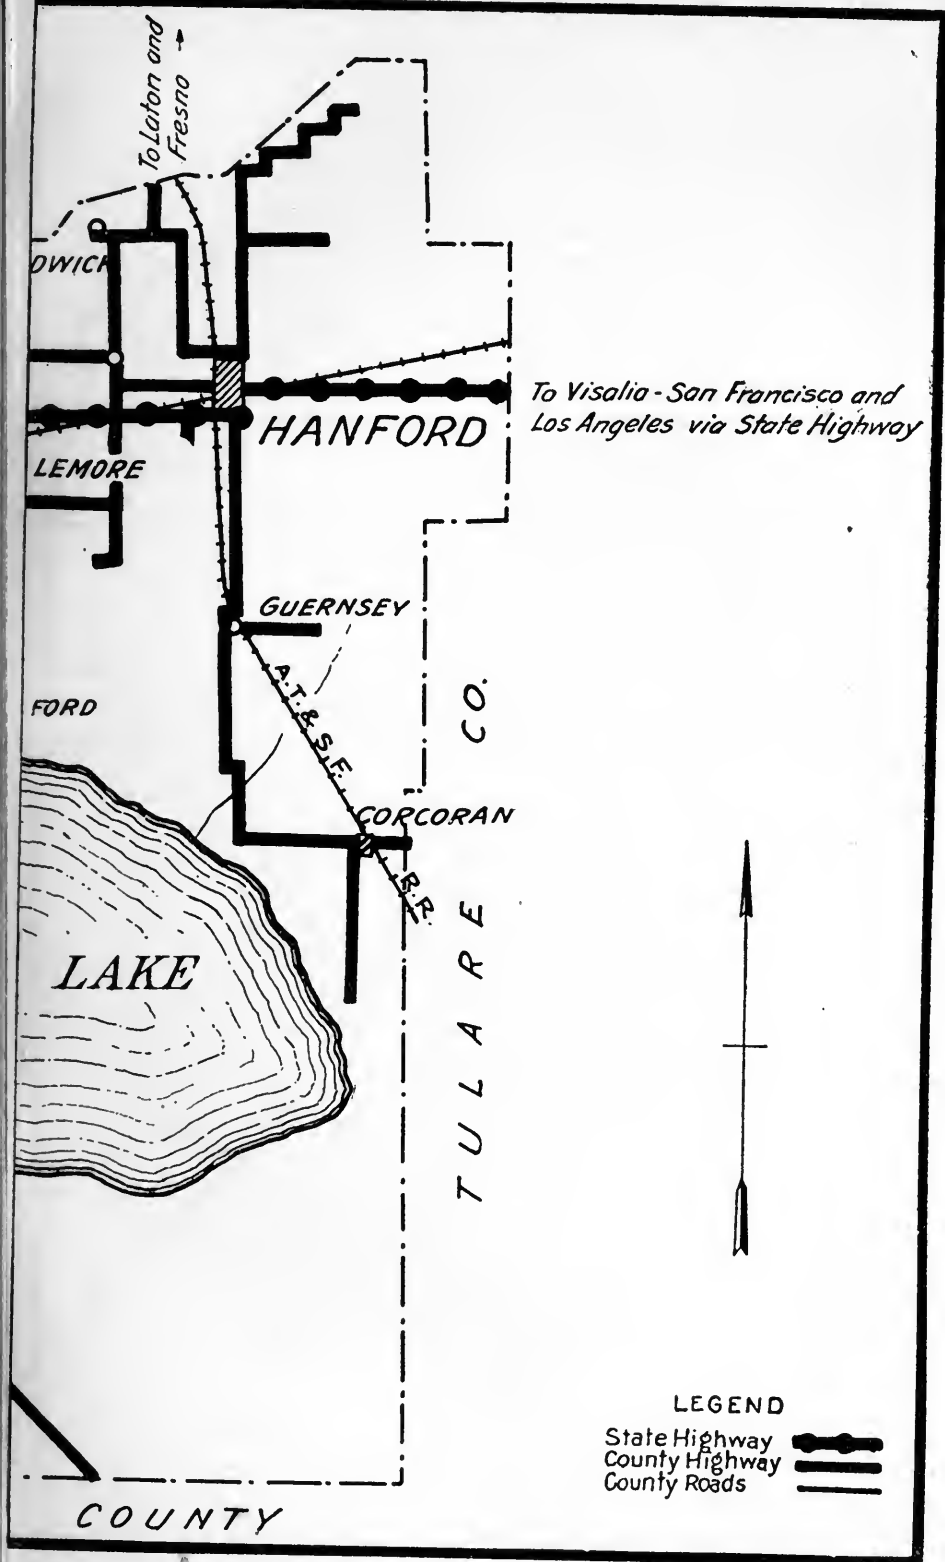 To Laton and
Fresno
DWICK
To Visalia - San Francisco and
Los Angeles via State Highway
HANFORD
LEMORE
GUERNSEY
A.T. & S.F.
R.R.
FORD
CORCORAN
LAKE
TULARE CO.
LEGEND
State Highway
County Highway
County Roads
COUNTY